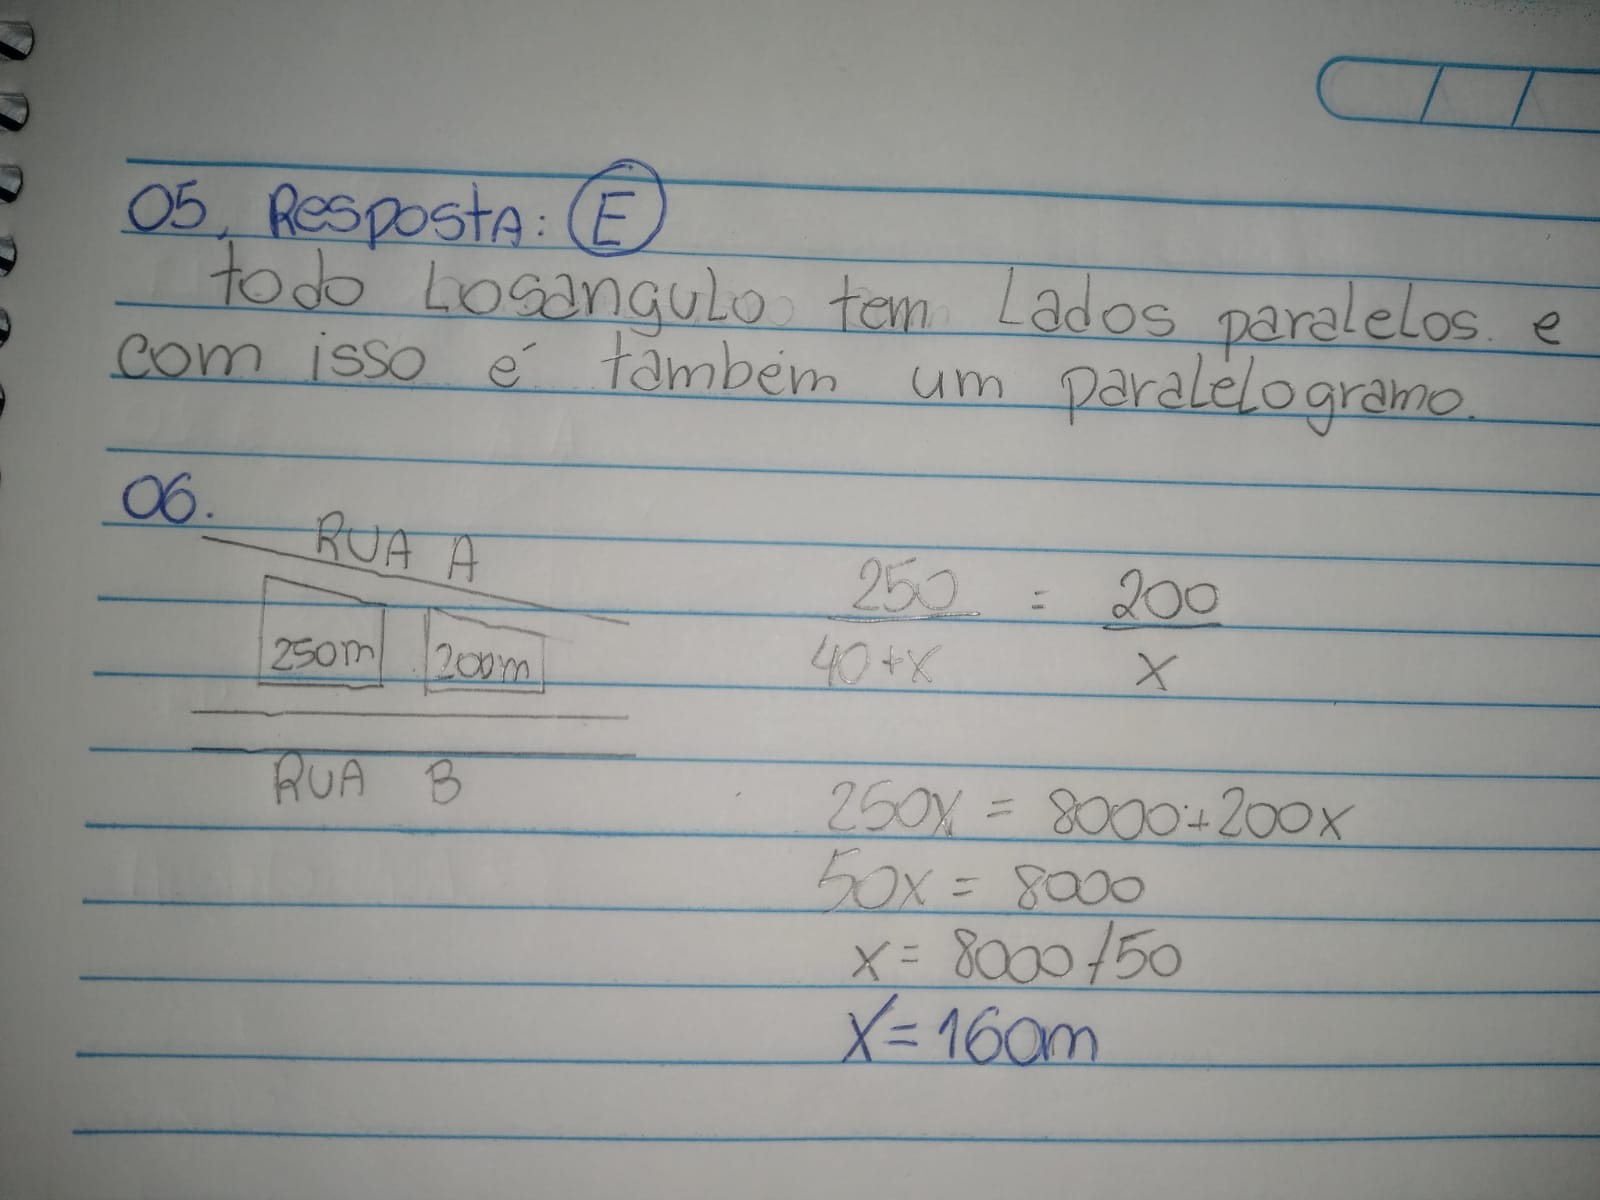 05, Resposta: E
todo Losangulo tem Lados paralelos. e
com isso é também um paralelogramo.
06.
RUA A
250m 200m
RUA B
250 = 200
40+x x
250x = 8000+200x
50x = 8000
x = 8000/50
X = 160m